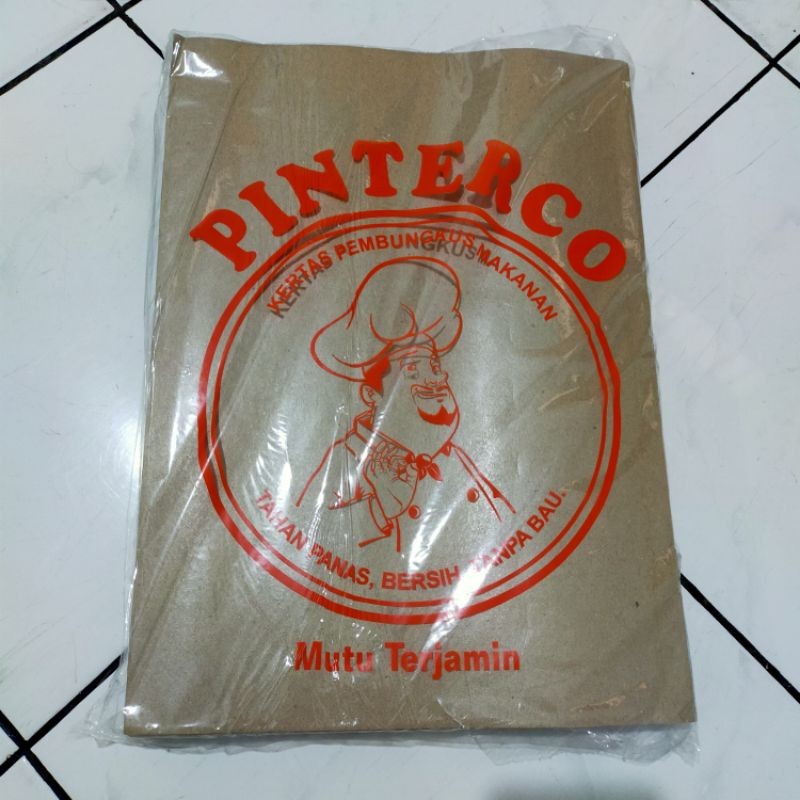 PINTERCO
KERTAS PEMBUNGKUS MAKANAN
TAHAN PANAS, BERSIH, TANPA BAU.
Mutu Terjamin